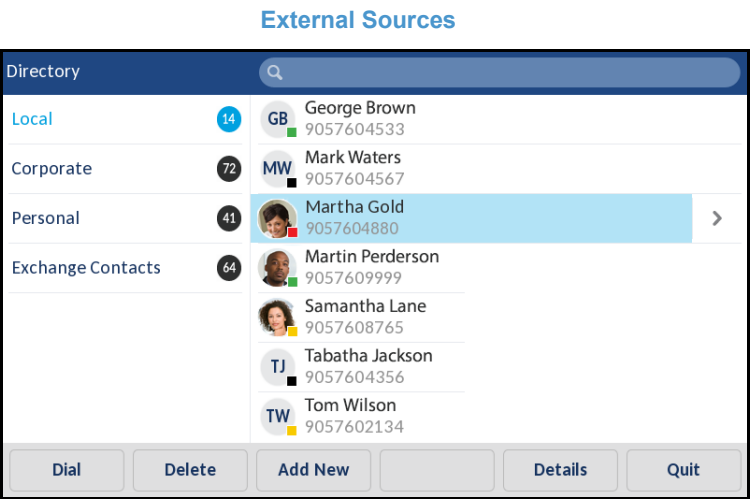 External Sources
Directory
Local 14
Corporate 72
Personal 41
Exchange Contacts 64
GB George Brown
9057604533
MW Mark Waters
9057604567
Martha Gold
9057604880
Martin Perderson
9057609999
Samantha Lane
9057608765
TJ Tabatha Jackson
9057604356
TW Tom Wilson
9057602134
Dial Delete Add New Details Quit